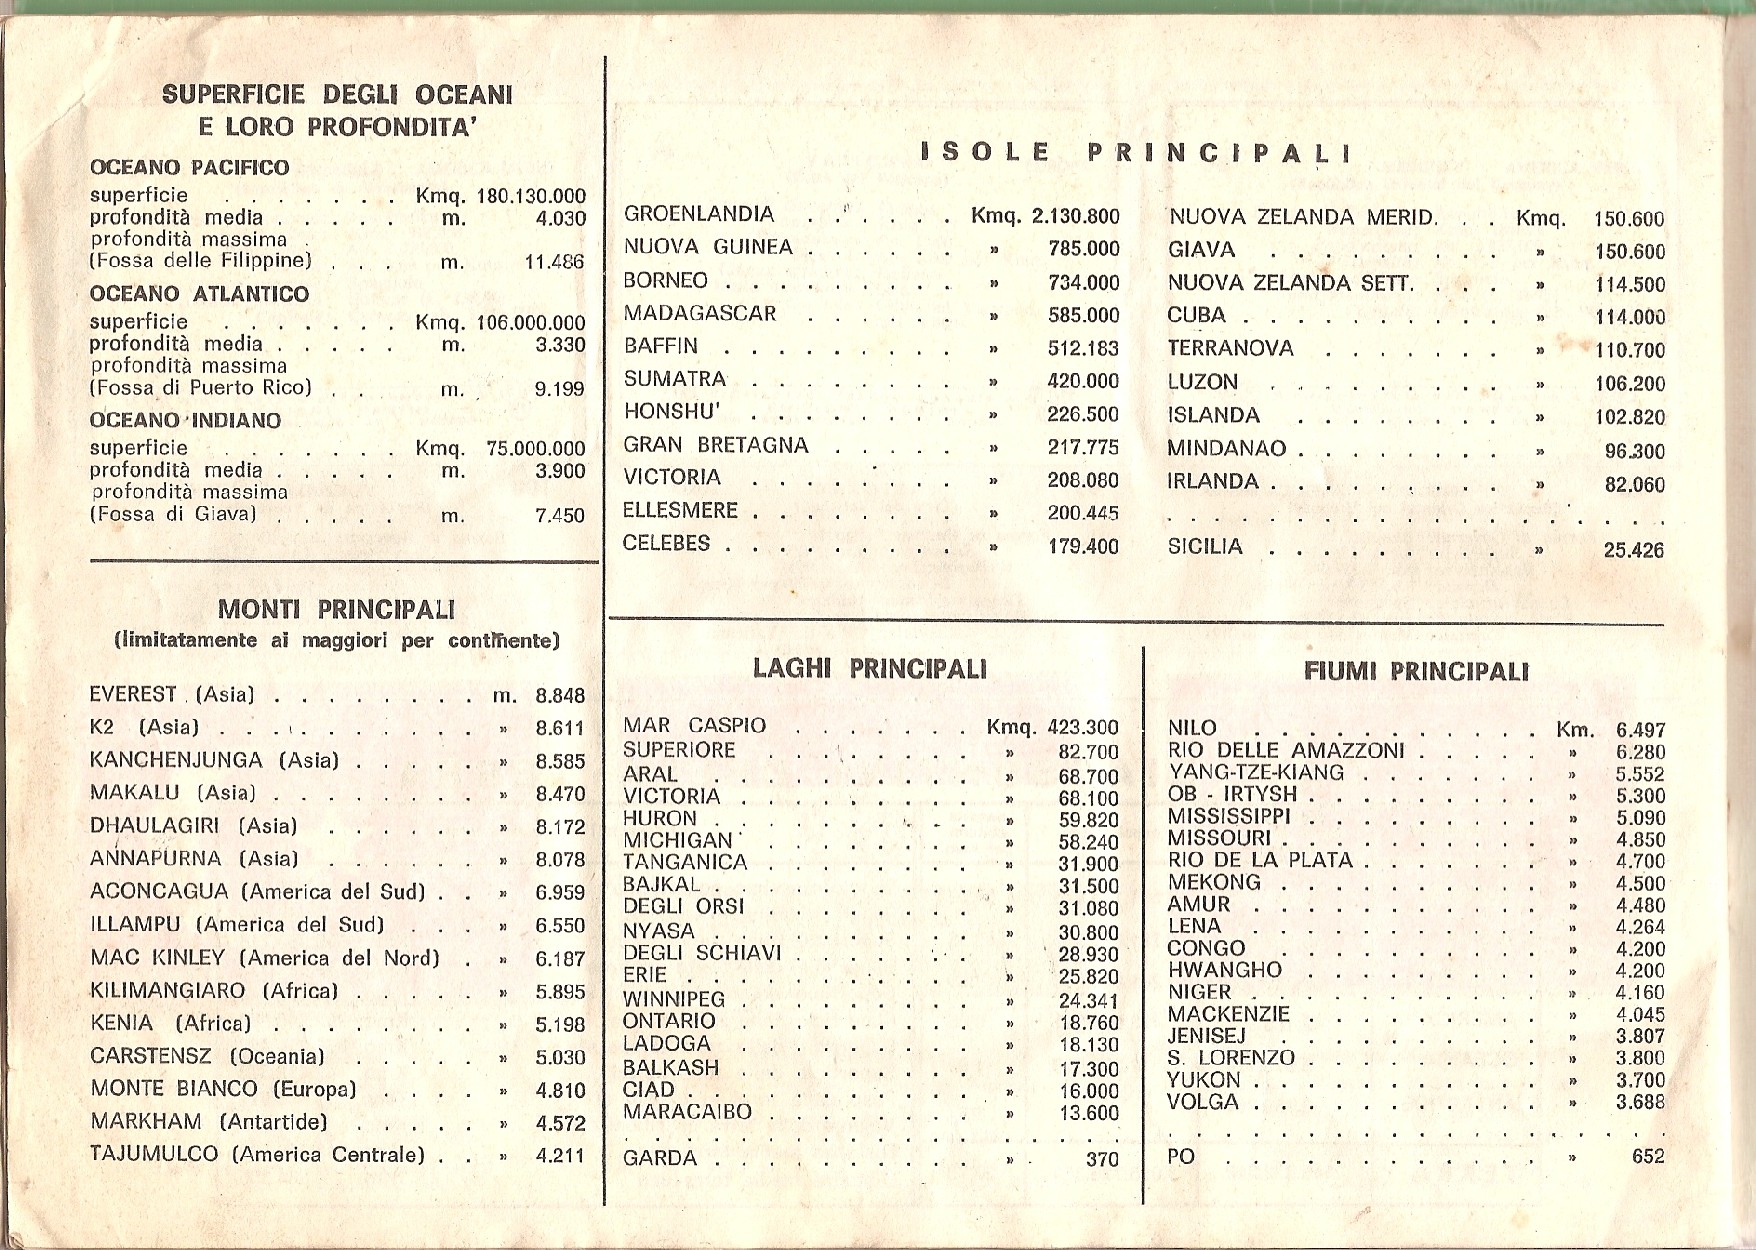 SUPERFICIE DEGLI OCEANI
E LORO PROFONDITA'
OCEANO PACIFICO
superficie . . . . . . . Kmq. 180.130.000
profondità media . . . . . m. 4.030
profondità massima .
(Fossa delle Filippine) . . . m. 11.486
OCEANO ATLANTICO
superficie . . . . . . . Kmq. 106.000.000
profondità media . . . . . m. 3.330
profondità massima
(Fossa di Puerto Rico) . . . m. 9.199
OCEANO INDIANO
superficie . . . . . . . Kmq. 75.000.000
profondità media . . . . . m. 3.900
profondità massima
(Fossa di Giava) . . . . . m. 7.450
MONTI PRINCIPALI
(limitatamente ai maggiori per continente)
EVEREST (Asia) . . . . . . . . m. 8.848
K2 (Asia) . . . . . . . . . . » 8.611
KANCHENJUNGA (Asia) . . . . . » 8.585
MAKALU (Asia) . . . . . . . . » 8.470
DHAULAGIRI (Asia) . . . . . . » 8.172
ANNAPURNA (Asia) . . . . . . » 8.078
ACONCAGUA (America del Sud) . . » 6.959
ILLAMPU (America del Sud) . . . » 6.550
MAC KINLEY (America del Nord) . » 6.187
KILIMANGIARO (Africa) . . . . . » 5.895
KENIA (Africa) . . . . . . . . » 5.198
CARSTENSZ (Oceania) . . . . . » 5.030
MONTE BIANCO (Europa) . . . . » 4.810
MARKHAM (Antartide) . . . . . » 4.572
TAJUMULCO (America Centrale) . . » 4.211
ISOLE PRINCIPALI
GROENLANDIA . . . . . . Kmq. 2.130.800
NUOVA GUINEA . . . . . . » 785.000
BORNEO . . . . . . . . . » 734.000
MADAGASCAR . . . . . . » 585.000
BAFFIN . . . . . . . . . » 512.183
SUMATRA . . . . . . . . » 420.000
HONSHU' . . . . . . . . » 226.500
GRAN BRETAGNA . . . . . » 217.775
VICTORIA . . . . . . . . » 208.080
ELLESMERE . . . . . . . . » 200.445
CELEBES . . . . . . . . . » 179.400
NUOVA ZELANDA MERID. . . Kmq. 150.600
GIAVA . . . . . . . . . » 150.600
NUOVA ZELANDA SETT. . . . » 114.500
CUBA . . . . . . . . . . » 114.000
TERRANOVA . . . . . . . » 110.700
LUZON . . . . . . . . . » 106.200
ISLANDA . . . . . . . . » 102.820
MINDANAO . . . . . . . . » 96.300
IRLANDA . . . . . . . . . » 82.060
. . . . . . . . . . . . . . . . . . .
SICILIA . . . . . . . . . » 25.426
LAGHI PRINCIPALI
MAR CASPIO . . . . . . . Kmq. 423.300
SUPERIORE . . . . . . . . » 82.700
ARAL . . . . . . . . . . » 68.700
VICTORIA . . . . . . . . . » 68.100
HURON . . . . . . . . . . » 59.820
MICHIGAN . . . . . . . . . » 58.240
TANGANICA . . . . . . . . » 31.900
BAJKAL . . . . . . . . . . » 31.500
DEGLI ORSI . . . . . . . . » 31.080
NYASA . . . . . . . . . . » 30.800
DEGLI SCHIAVI . . . . . . . » 28.930
ERIE . . . . . . . . . . . » 25.820
WINNIPEG . . . . . . . . . » 24.341
ONTARIO . . . . . . . . . » 18.760
LADOGA . . . . . . . . . » 18.130
BALKASH . . . . . . . . . » 17.300
CIAD . . . . . . . . . . . » 16.000
MARACAIBO . . . . . . . . » 13.600
. . . . . . . . . . . . . . . . . . .
GARDA . . . . . . . . . . » 370
FIUMI PRINCIPALI
NILO . . . . . . . . . . . Km. 6.497
RIO DELLE AMAZZONI . . . . . » 6.280
YANG-TZE-KIANG . . . . . . . » 5.552
OB - IRTYSH . . . . . . . . . » 5.300
MISSISSIPPI . . . . . . . . . » 5.090
MISSOURI . . . . . . . . . . » 4.850
RIO DE LA PLATA . . . . . . . » 4.700
MEKONG . . . . . . . . . . » 4.500
AMUR . . . . . . . . . . . » 4.480
LENA . . . . . . . . . . . » 4.264
CONGO . . . . . . . . . . » 4.200
HWANGHO . . . . . . . . . » 4.200
NIGER . . . . . . . . . . . » 4.160
MACKENZIE . . . . . . . . . » 4.045
JENISEJ . . . . . . . . . . » 3.807
S. LORENZO . . . . . . . . . » 3.800
YUKON . . . . . . . . . . . » 3.700
VOLGA . . . . . . . . . . . » 3.688
. . . . . . . . . . . . . . . . . . .
PO . . . . . . . . . . . . » 652